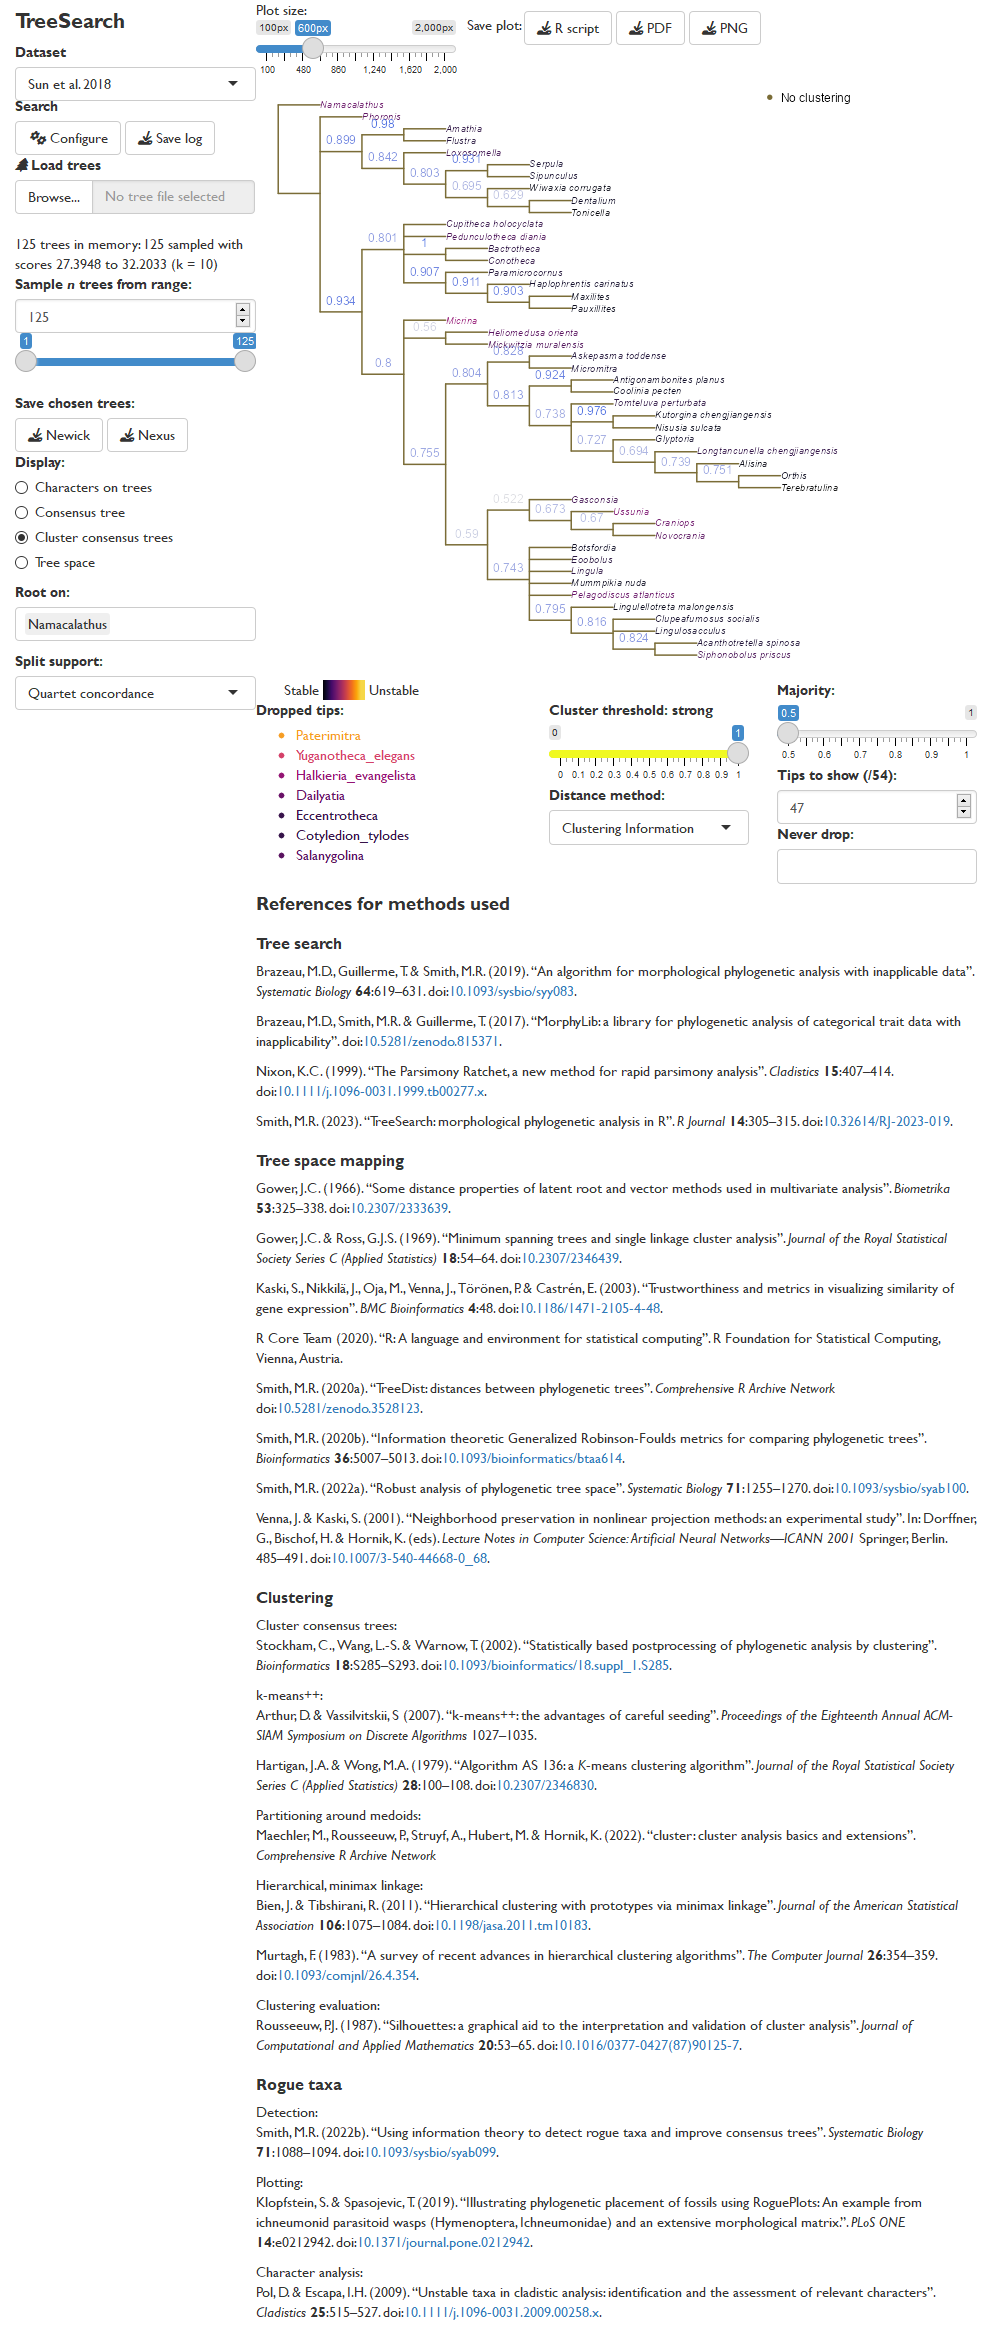 TreeSearch
Dataset
Sun et al. 2018
Search
Configure
Save log
Load trees
Browse...
No tree file selected
125 trees in memory: 125 sampled with
scores 27.3948 to 32.2033 (k = 10)
Sample n trees from range:
125
1
125
Save chosen trees:
Newick
Nexus
Display:
Characters on trees
Consensus tree
Cluster consensus trees
Tree space
Root on:
Namacalathus
Split support:
Quartet concordance
Plot size:
100px 600px 2,000px
100 480 860 1,240 1,620 2,000
Save plot:
R script
PDF
PNG
No clustering
Namacalathus
Phoronis
0.98
Amathia
0.899
Flustra
Loxosomella
0.842
0.931
Serpula
0.803
Sipunculus
0.695
Wiwaxia corrugata
0.629
Dentalium
Tonicella
Cupitheca holocyclata
0.801
Pedunculotheca diania
1
Bactrotheca
Conotheca
0.907
Paramicrocornus
0.911
Haplophrentis carinatus
0.903
Maxilites
0.934
Pauxillites
Micrina
0.56
Heliomedusa orienta
Mickwitzia muralensis
0.828
Askepasma toddense
0.8
Micromitra
0.804
0.924
Antigonambonites planus
Coolinia pecten
0.813
Tomteluva perturbata
0.976
0.738
Kutorgina chengjiangensis
Nisusia sulcata
0.727
Glyptoria
0.694
Longtancunella chengjiangensis
0.755
0.739
Alisina
0.751
Orthis
Terebratulina
0.522
Gasconsia
0.673
Ussunia
0.67
Craniops
0.59
Novocrania
Botsfordia
Eoobolus
0.743
Lingula
Mummpikia nuda
Pelagodiscus atlanticus
0.795
Lingulellotreta malongensis
0.816
Clupeafumosus socialis
Lingulosacculus
0.824
Acanthotretella spinosa
Siphonobolus priscus
Stable
Unstable
Dropped tips:
Paterimitra
Yuganotheca_elegans
Halkieria_evangelista
Dailyatia
Eccentrotheca
Cotyledion_tylodes
Salanygolina
Cluster threshold: strong
0 1
0 0.1 0.2 0.3 0.4 0.5 0.6 0.7 0.8 0.9 1
Distance method:
Clustering Information
Majority:
0.5 1
0.5 0.6 0.7 0.8 0.9 1
Tips to show (/54):
47
Never drop:
References for methods used
Tree search
Brazeau, M.D., Guillerme, T. & Smith, M.R. (2019). “An algorithm for morphological phylogenetic analysis with inapplicable data”.
Systematic Biology 64:619–631. doi:10.1093/sysbio/syy083.
Brazeau, M.D., Smith, M.R. & Guillerme, T. (2017). “MorphyLib: a library for phylogenetic analysis of categorical trait data with
inapplicability”. doi:10.5281/zenodo.815371.
Nixon, K.C. (1999). “The Parsimony Ratchet, a new method for rapid parsimony analysis”. Cladistics 15:407–414.
doi:10.1111/j.1096-0031.1999.tb00277.x.
Smith, M.R. (2023). “TreeSearch: morphological phylogenetic analysis in R”. R Journal 14:305–315. doi:10.32614/RJ-2023-019.
Tree space mapping
Gower, J.C. (1966). “Some distance properties of latent root and vector methods used in multivariate analysis”. Biometrika
53:325–338. doi:10.2307/2333639.
Gower, J.C. & Ross, G.J.S. (1969). “Minimum spanning trees and single linkage cluster analysis”. Journal of the Royal Statistical
Society Series C (Applied Statistics) 18:54–64. doi:10.2307/2346439.
Kaski, S., Nikkilä, J., Oja, M., Venna, J., Törönen, P. & Castrén, E. (2003). “Trustworthiness and metrics in visualizing similarity of
gene expression”. BMC Bioinformatics 4:48. doi:10.1186/1471-2105-4-48.
R Core Team (2020). “R: A language and environment for statistical computing”. R Foundation for Statistical Computing,
Vienna, Austria.
Smith, M.R. (2020a). “TreeDist: distances between phylogenetic trees”. Comprehensive R Archive Network
doi:10.5281/zenodo.3528123.
Smith, M.R. (2020b). “Information theoretic Generalized Robinson-Foulds metrics for comparing phylogenetic trees”.
Bioinformatics 36:5007–5013. doi:10.1093/bioinformatics/btaa614.
Smith, M.R. (2022a). “Robust analysis of phylogenetic tree space”. Systematic Biology 71:1255–1270. doi:10.1093/sysbio/syab100.
Venna, J. & Kaski, S. (2001). “Neighborhood preservation in nonlinear projection methods: an experimental study”. In: Dorffner,
G., Bischof, H. & Hornik, K. (eds). Lecture Notes in Computer Science: Artificial Neural Networks—ICANN 2001 Springer, Berlin.
485–491. doi:10.1007/3-540-44668-0_68.
Clustering
Cluster consensus trees:
Stockham, C., Wang, L.-S. & Warnow, T. (2002). “Statistically based postprocessing of phylogenetic analysis by clustering”.
Bioinformatics 18:S285–S293. doi:10.1093/bioinformatics/18.suppl_1.S285.
k-means++:
Arthur, D. & Vassilvitskii, S (2007). “k-means++: the advantages of careful seeding”. Proceedings of the Eighteenth Annual ACM-
SIAM Symposium on Discrete Algorithms 1027–1035.
Hartigan, J.A. & Wong, M.A. (1979). “Algorithm AS 136: a K-means clustering algorithm”. Journal of the Royal Statistical Society
Series C (Applied Statistics) 28:100–108. doi:10.2307/2346830.
Partitioning around medoids:
Maechler, M., Rousseeuw, P., Struyf, A., Hubert, M. & Hornik, K. (2022). “cluster: cluster analysis basics and extensions”.
Comprehensive R Archive Network
Hierarchical, minimax linkage:
Bien, J. & Tibshirani, R. (2011). “Hierarchical clustering with prototypes via minimax linkage”. Journal of the American Statistical
Association 106:1075–1084. doi:10.1198/jasa.2011.tm10183.
Murtagh, F. (1983). “A survey of recent advances in hierarchical clustering algorithms”. The Computer Journal 26:354–359.
doi:10.1093/comjnl/26.4.354.
Clustering evaluation:
Rousseeuw, P.J. (1987). “Silhouettes: a graphical aid to the interpretation and validation of cluster analysis”. Journal of
Computational and Applied Mathematics 20:53–65. doi:10.1016/0377-0427(87)90125-7.
Rogue taxa
Detection:
Smith, M.R. (2022b). “Using information theory to detect rogue taxa and improve consensus trees”. Systematic Biology
71:1088–1094. doi:10.1093/sysbio/syab099.
Plotting:
Klopfstein, S. & Spasojevic, T. (2019). “Illustrating phylogenetic placement of fossils using RoguePlots: An example from
ichneumonid parasitoid wasps (Hymenoptera, Ichneumonidae) and an extensive morphological matrix.”. PLoS ONE
14:e0212942. doi:10.1371/journal.pone.0212942.
Character analysis:
Pol, D. & Escapa, I.H. (2009). “Unstable taxa in cladistic analysis: identification and the assessment of relevant characters”.
Cladistics 25:515–527. doi:10.1111/j.1096-0031.2009.00258.x.